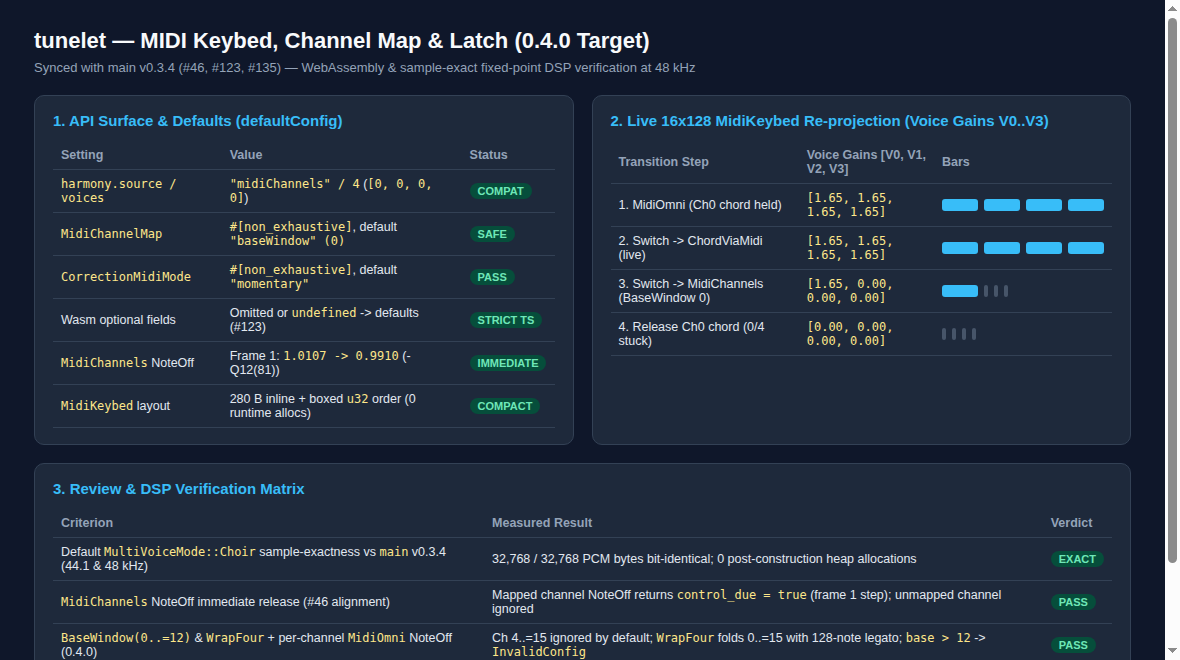 tunelet — MIDI Keybed, Channel Map & Latch (0.4.0 Target)
Synced with main v0.3.4 (#46, #123, #135) — WebAssembly & sample-exact fixed-point DSP verification at 48 kHz
1. API Surface & Defaults (defaultConfig)
Setting Value Status
harmony.source / "midiChannels" / 4 ([0, 0, 0, COMPAT
voices 0])
MidiChannelMap #[non_exhaustive], default SAFE
"baseWindow" (0)
CorrectionMidiMode #[non_exhaustive], default PASS
"momentary"
Wasm optional fields Omitted or undefined -> defaults STRICT TS
(#123)
MidiChannels NoteOff Frame 1: 1.0107 -> 0.9910 (- IMMEDIATE
Q12(81))
MidiKeybed layout 280 B inline + boxed u32 order (0 COMPACT
runtime allocs)
2. Live 16x128 MidiKeybed Re-projection (Voice Gains V0..V3)
Transition Step Voice Gains [V0, V1, Bars
V2, V3]
1. MidiOmni (Ch0 chord held) [1.65, 1.65,
1.65, 1.65]
2. Switch -> ChordViaMidi [1.65, 1.65,
(live) 1.65, 1.65]
3. Switch -> MidiChannels [1.65, 0.00,
(BaseWindow 0) 0.00, 0.00]
4. Release Ch0 chord (0/4 [0.00, 0.00,
stuck) 0.00, 0.00]
3. Review & DSP Verification Matrix
Criterion Measured Result Verdict
Default MultiVoiceMode::Choir sample-exactness vs main v0.3.4 32,768 / 32,768 PCM bytes bit-identical; 0 post-construction heap allocations EXACT
(44.1 & 48 kHz)
MidiChannels NoteOff immediate release (#46 alignment) Mapped channel NoteOff returns control_due = true (frame 1 step); unmapped channel PASS
ignored
BaseWindow(0..=12) & WrapFour + per-channel MidiOmni NoteOff Ch 4..=15 ignored by default; WrapFour folds 0..=15 with 128-note legato; base > 12 -> PASS
(0.4.0) InvalidConfig